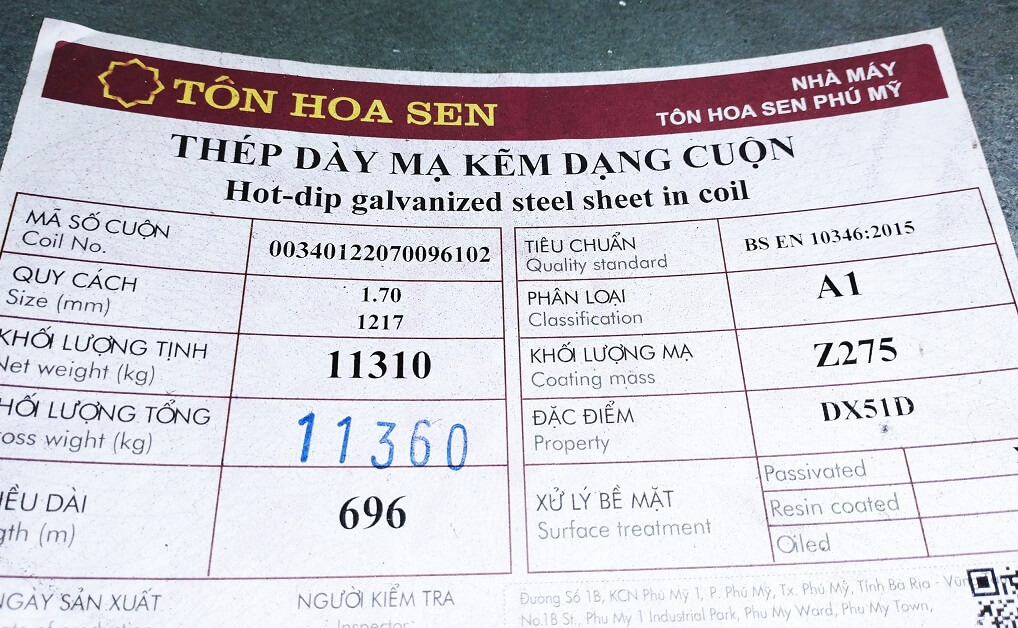 TÔN HOA SEN
NHÀ MÁY
TÔN HOA SEN PHÚ MỸ
THÉP DÀY MẠ KẼM DẠNG CUỘN
Hot-dip galvanized steel sheet in coil
MÃ SỐ CUỘN
Coil No.
00340122070096102
QUY CÁCH
Size (mm)
1.70
1217
KHỐI LƯỢNG TỊNH
Net weight (kg)
11310
HỐI LƯỢNG TỔNG
oss wight (kg)
11360
IỀU DÀI
gth (m)
696
NGÀY SẢN XUẤT
NGƯỜI KIỂM TRA
Inspector
TIÊU CHUẨN
Quality standard
BS EN 10346:2015
PHÂN LOẠI
Classification
A1
KHỐI LƯỢNG MẠ
Coating mass
Z275
ĐẶC ĐIỂM
Property
DX51D
XỬ LÝ BỀ MẶT
Surface treatment
Passivated
Resin coated
Oiled
Đường Số 1B, KCN Phú Mỹ 1, P. Phú Mỹ, Tx. Phú Mỹ, Tỉnh Bà Rịa - Vũn
No.1B St., Phu My 1 Industrial Park, Phu My Ward, Phu My Town,